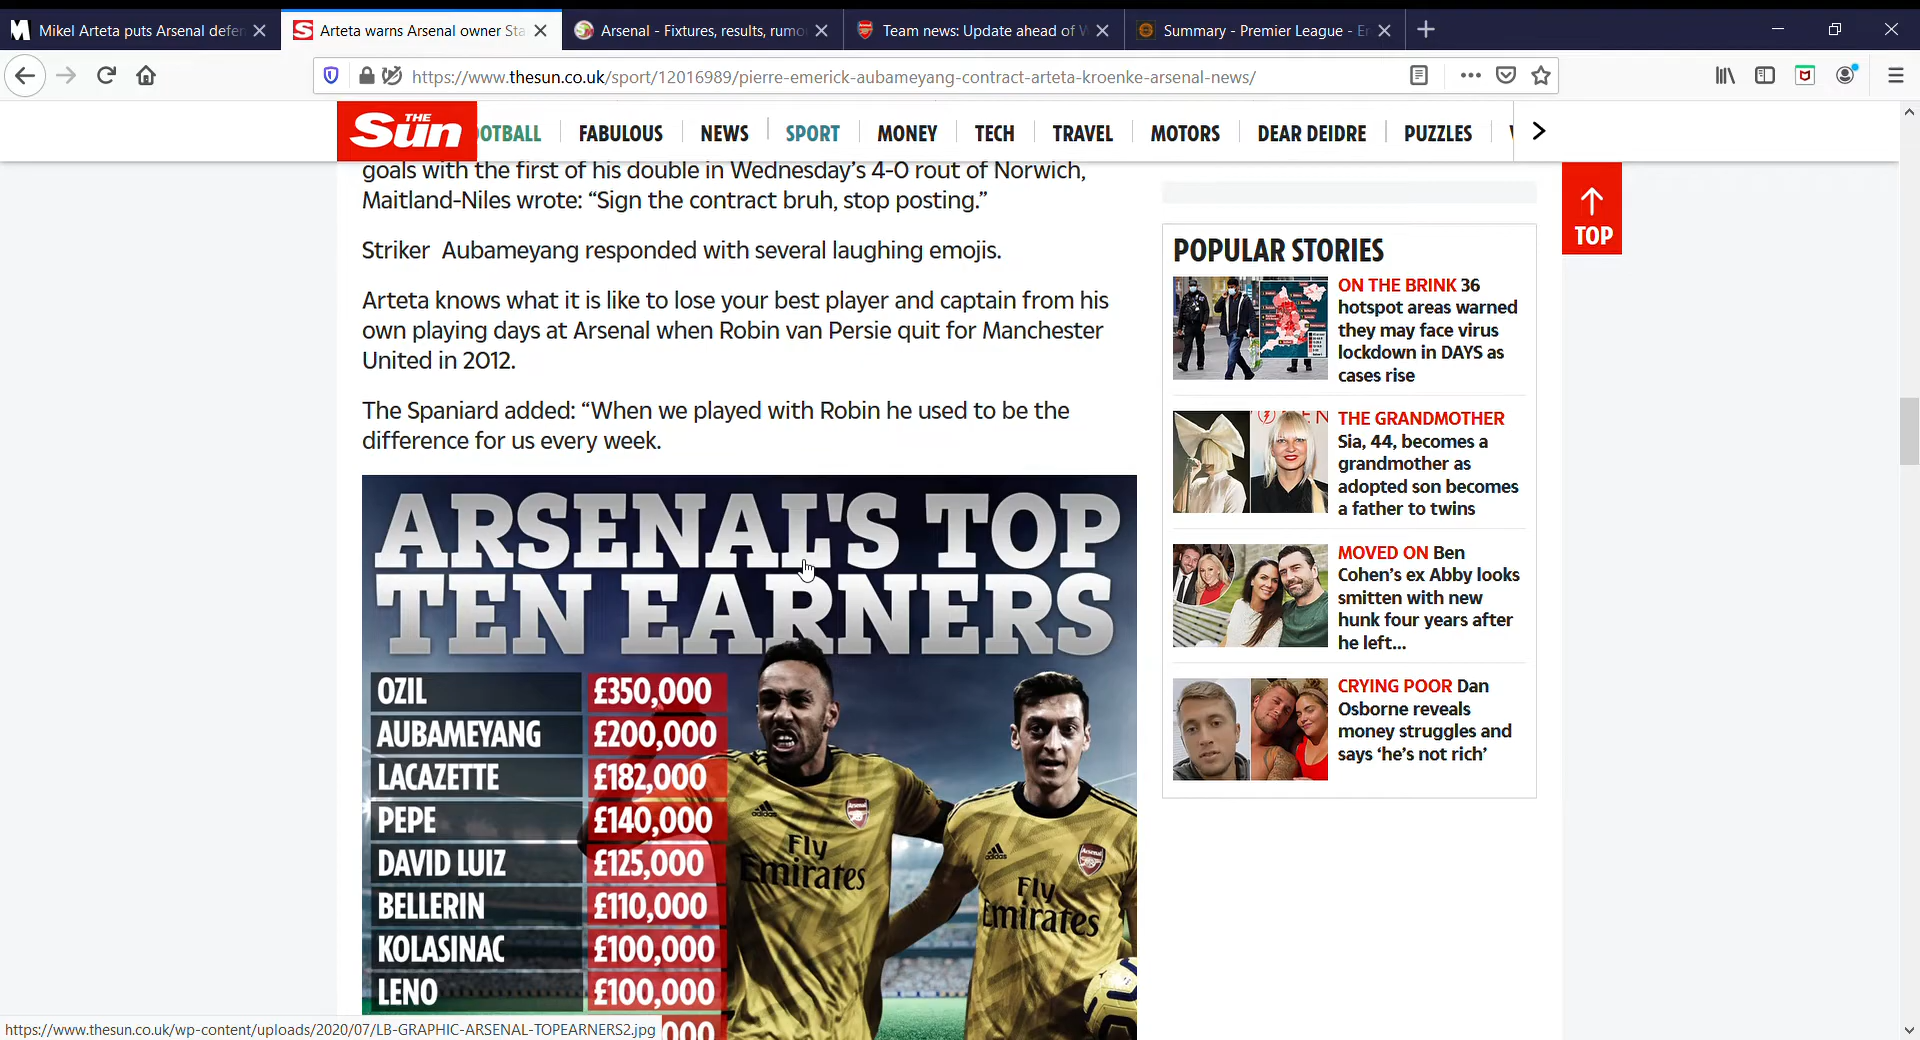 Mikel Arteta puts Arsenal defen
Arteta warns Arsenal owner Sta
Arsenal - Fixtures, results, rumo
Team news: Update ahead of W
Summary - Premier League - E
https://www.thesun.co.uk/sport/12016989/pierre-emerick-aubameyang-contract-arteta-kroenke-arsenal-news/
THE
Sun
OTBALL
FABULOUS
NEWS
SPORT
MONEY
TECH
TRAVEL
MOTORS
DEAR DEIDRE
PUZZLES
goals with the first of his double in Wednesday's 4-0 rout of Norwich,
Maitland-Niles wrote: “Sign the contract bruh, stop posting.”
Striker Aubameyang responded with several laughing emojis.
Arteta knows what it is like to lose your best player and captain from his
own playing days at Arsenal when Robin van Persie quit for Manchester
United in 2012.
The Spaniard added: “When we played with Robin he used to be the
difference for us every week.
ARSENAL'S TOP
TEN EARNERS
OZIL £350,000
AUBAMEYANG £200,000
LACAZETTE £182,000
PEPE £140,000
DAVID LUIZ £125,000
BELLERIN £110,000
KOLASINAC £100,000
LENO £100,000
000
adidas
Arsenal
Fly
Emirates
adidas
Arsenal
Fly
Emirates
TOP
POPULAR STORIES
ON THE BRINK 36
hotspot areas warned
they may face virus
lockdown in DAYS as
cases rise
THE GRANDMOTHER
Sia, 44, becomes a
grandmother as
adopted son becomes
a father to twins
MOVED ON Ben
Cohen's ex Abby looks
smitten with new
hunk four years after
he left...
CRYING POOR Dan
Osborne reveals
money struggles and
says ‘he's not rich’
https://www.thesun.co.uk/wp-content/uploads/2020/07/LB-GRAPHIC-ARSENAL-TOPEARNERS2.jpg